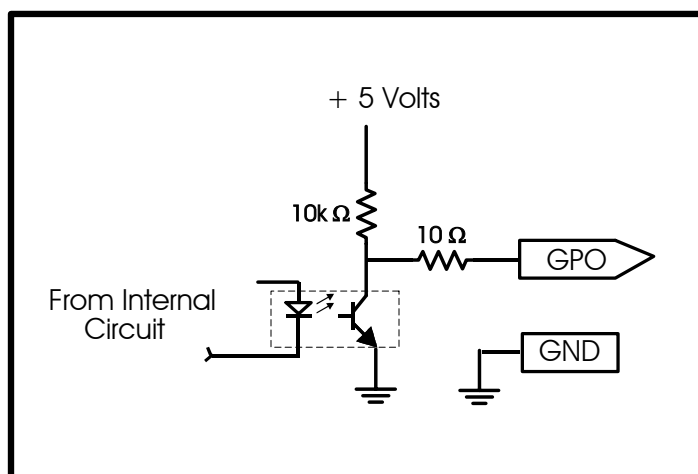 + 5 Volts
10k Ω
10 Ω
GPO
From Internal
Circuit
GND